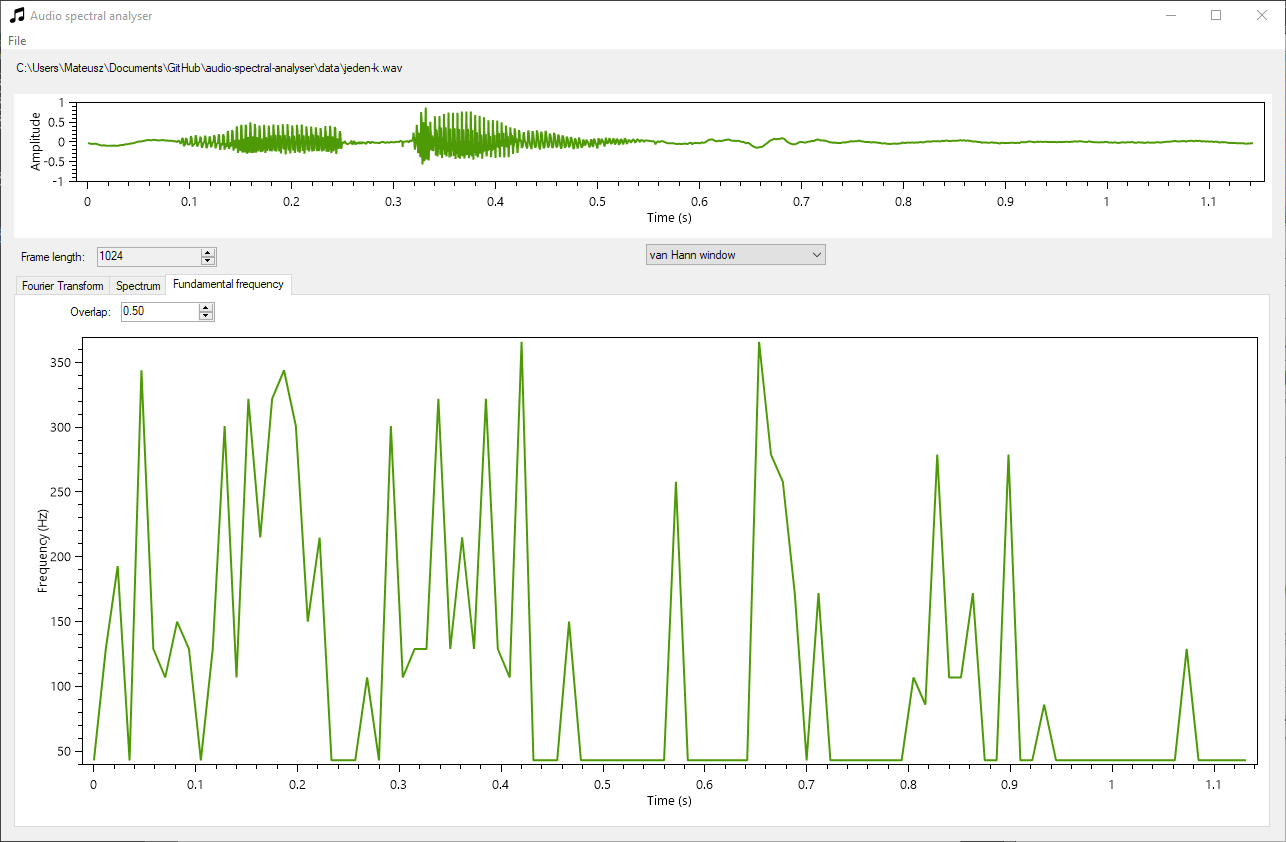 Audio spectral analyser
File
C:\Users\Mateusz\Documents\GitHub\audio-spectral-analyser\data\jeden-k.wav
Amplitude
1
0.5
0
-0.5
-1
0 0.1 0.2 0.3 0.4 0.5 0.6 0.7 0.8 0.9 1 1.1
Time (s)
Frame length: 1024 van Hann window
Fourier Transform Spectrum Fundamental frequency
Overlap: 0.50
Frequency (Hz)
350
300
250
200
150
100
50
0 0.1 0.2 0.3 0.4 0.5 0.6 0.7 0.8 0.9 1 1.1
Time (s)